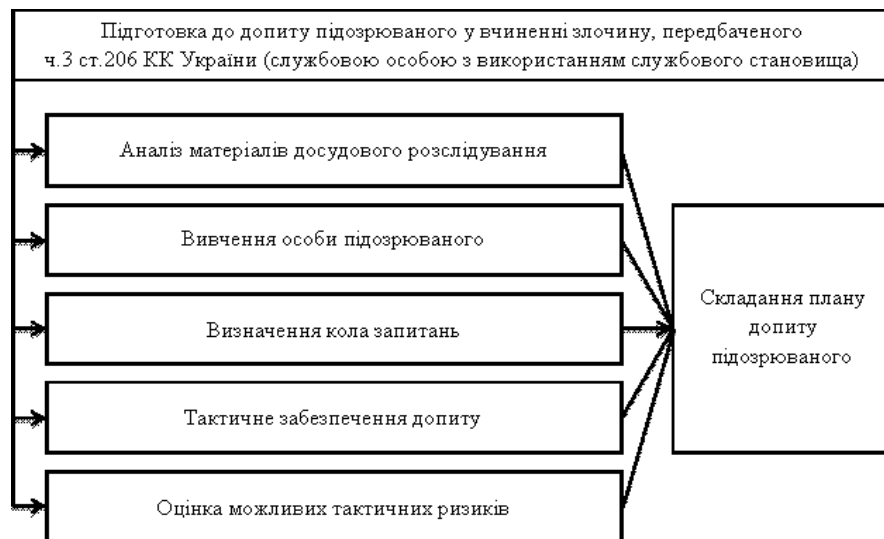 Підготовка до допиту підозрюваного у вчиненні злочину, передбаченого
ч.3 ст.206 КК України (службовою особою з використанням службового становища)
Аналіз матеріалів досудового розслідування
Вивчення особи підозрюваного
Визначення кола запитань
Тактичне забезпечення допиту
Оцінка можливих тактичних ризиків
Складання плану
допиту
підозрюваного